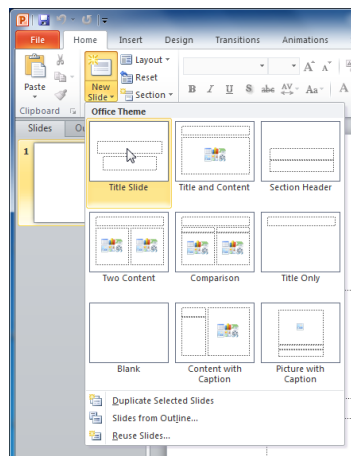 File Home Insert Design Transitions Animations
Layout
Reset
Section
Paste
New
Slide
B I U S abc AV Aa A
Clipboard
Slides
Office Theme
1
Title Slide Title and Content Section Header
Two Content Comparison Title Only
Blank Content with Caption Picture with Caption
Duplicate Selected Slides
Slides from Outline...
Reuse Slides...